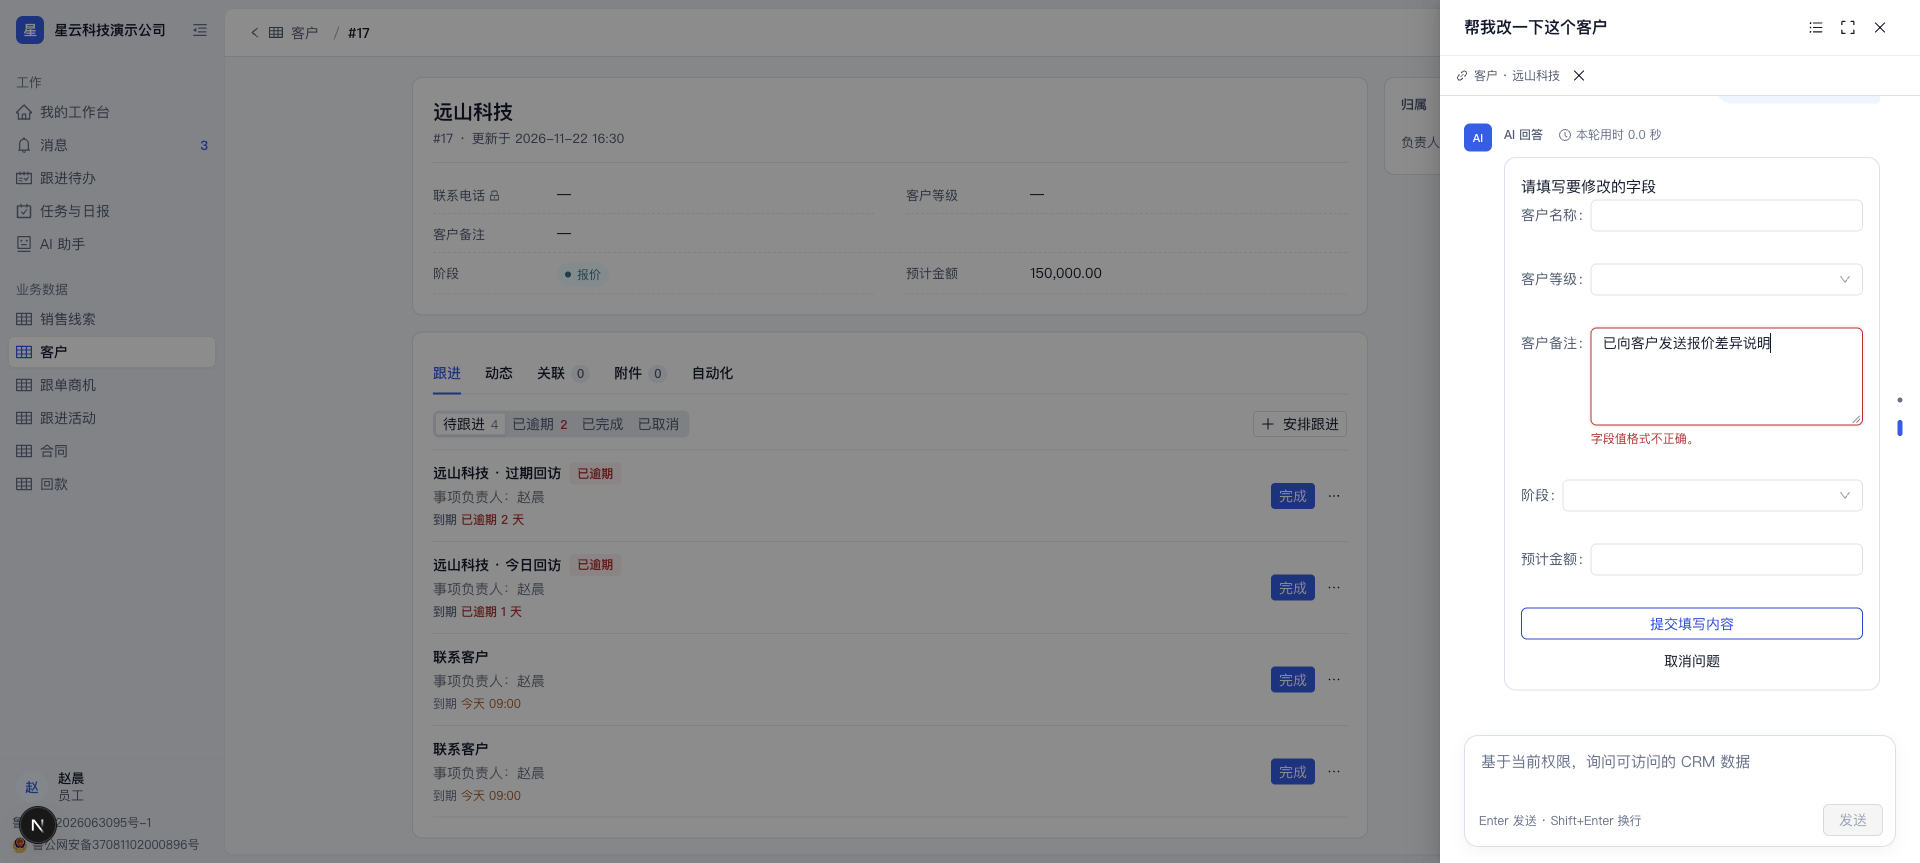 星 星云科技演示公司
工作
我的工作台
消息 3
跟进待办
任务与日报
AI 助手
业务数据
销售线索
客户
跟单商机
跟进活动
合同
回款
赵 赵晨
员工
N 2026063095号-1
公网安备37081102000896号
客户 / #17
远山科技
#17 · 更新于 2026-11-22 16:30
联系电话 — 客户等级 —
客户备注 —
阶段 报价 预计金额 150,000.00
归属
负责人
跟进 动态 关联 0 附件 0 自动化
待跟进 4 已逾期 2 已完成 已取消 安排跟进
远山科技 · 过期回访 已逾期
事项负责人：赵晨
到期 已逾期 2 天
完成 ···
远山科技 · 今日回访 已逾期
事项负责人：赵晨
到期 已逾期 1 天
完成 ···
联系客户
事项负责人：赵晨
到期 今天 09:00
完成 ···
联系客户
事项负责人：赵晨
到期 今天 09:00
完成 ···
帮我改一下这个客户
客户 · 远山科技
AI AI 回答 本轮用时 0.0 秒
请填写要修改的字段
客户名称：
客户等级：
客户备注： 已向客户发送报价差异说明
字段值格式不正确。
阶段：
预计金额：
提交填写内容
取消问题
基于当前权限，询问可访问的 CRM 数据
Enter 发送 · Shift+Enter 换行 发送